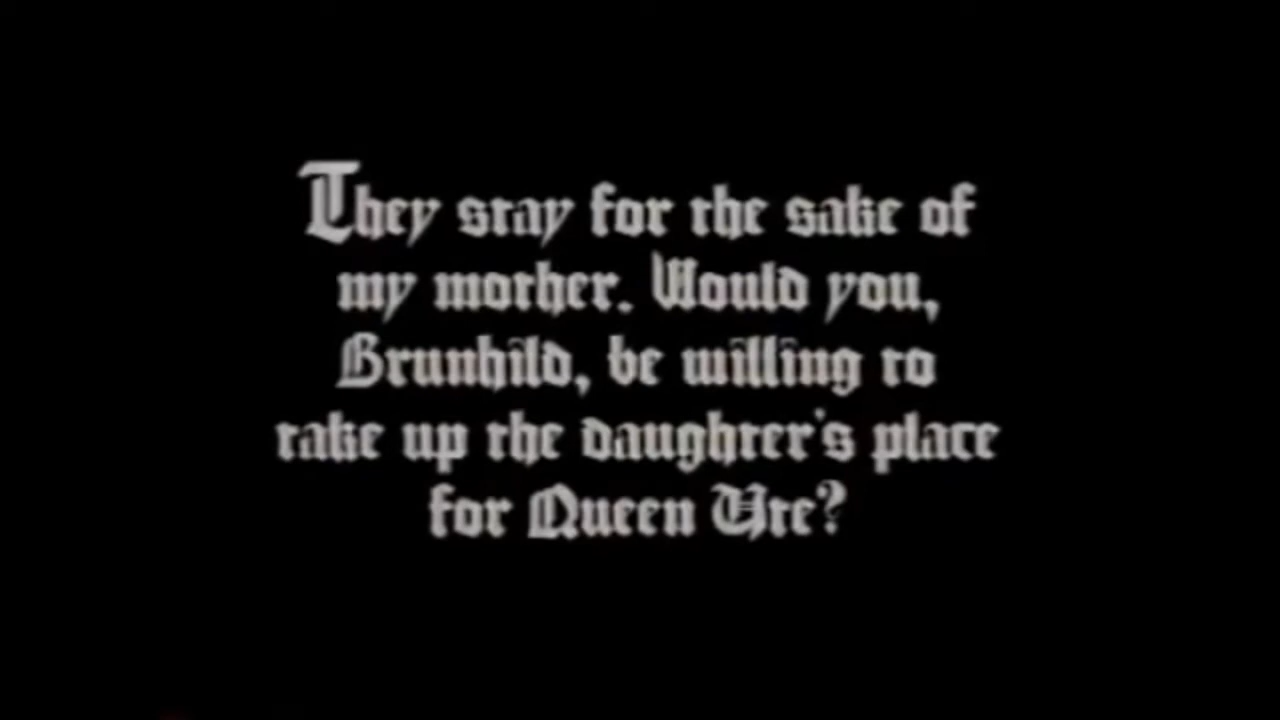 They stay for the sake of
my mother. Would you,
Brunhild, be willing to
take up the daughter's place
for Queen Ute?